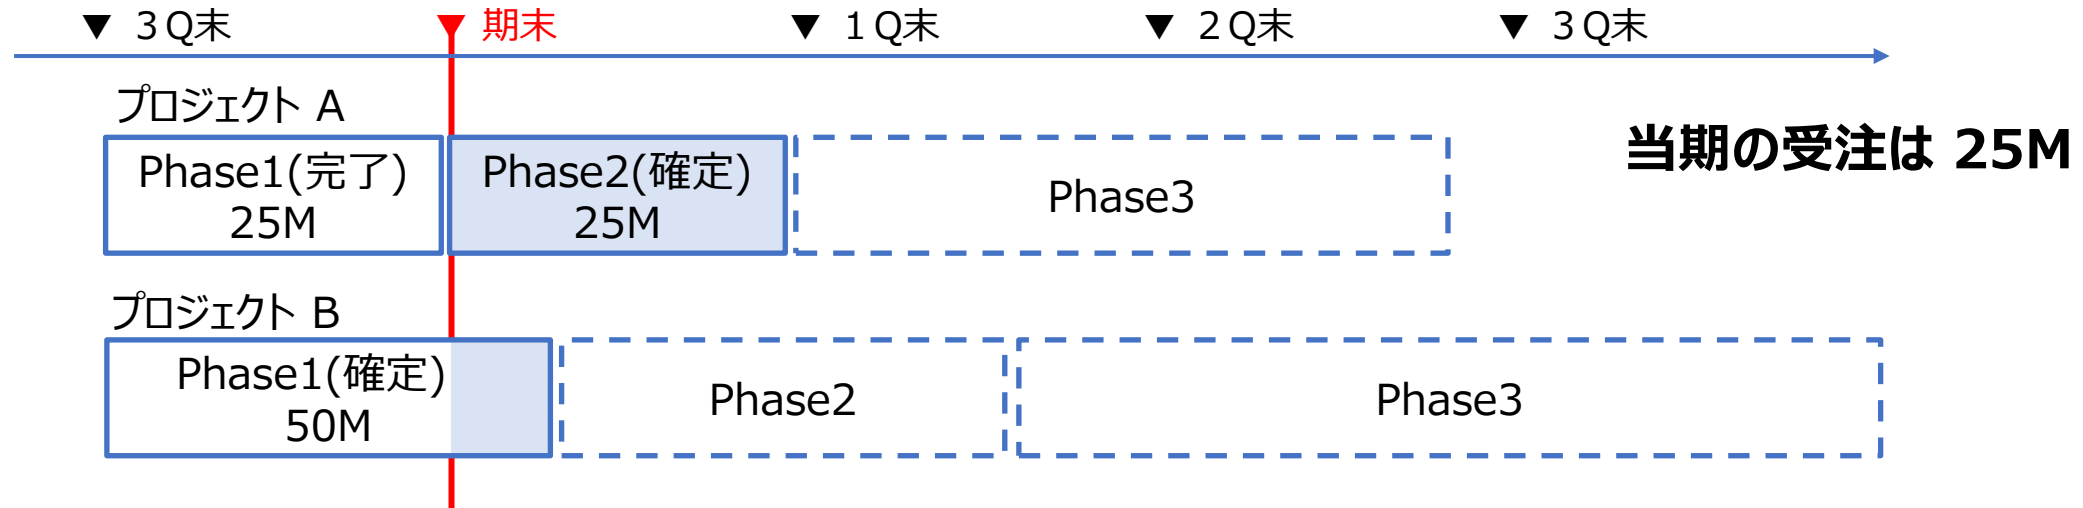 ▼ ３Q末
▼ 期末
▼ １Q末
▼ ２Q末
▼ ３Q末
プロジェクト A
当期の受注は 25M
Phase1(完了)
25M
Phase2(確定)
25M
Phase3
プロジェクト B
Phase1(確定)
50M
Phase2
Phase3